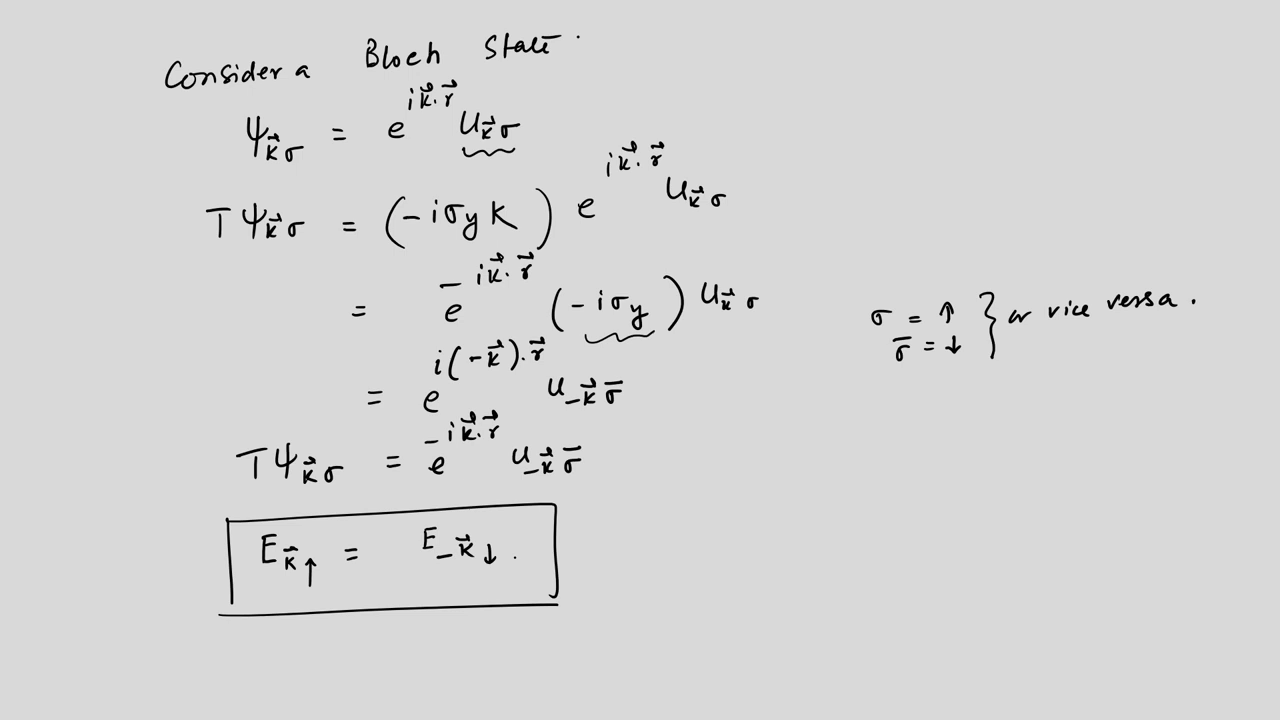 Consider a Bloch State.
ψ_{k⃗σ} = e^{ik⃗·r⃗} u_{k⃗σ}
Tψ_{k⃗σ} = (-iσ_y K) e^{ik⃗·r⃗} u_{k⃗σ}
= e^{-ik⃗·r⃗} (-iσ_y) u_{k⃗σ}
σ = ↑ } or vice versa.
σ̅ = ↓
= e^{i(-k⃗)·r⃗} u_{-k⃗σ̅}
Tψ_{k⃗σ} = e^{-ik⃗·r⃗} u_{-k⃗σ̅}
E_{k⃗↑} = E_{-k⃗↓}.